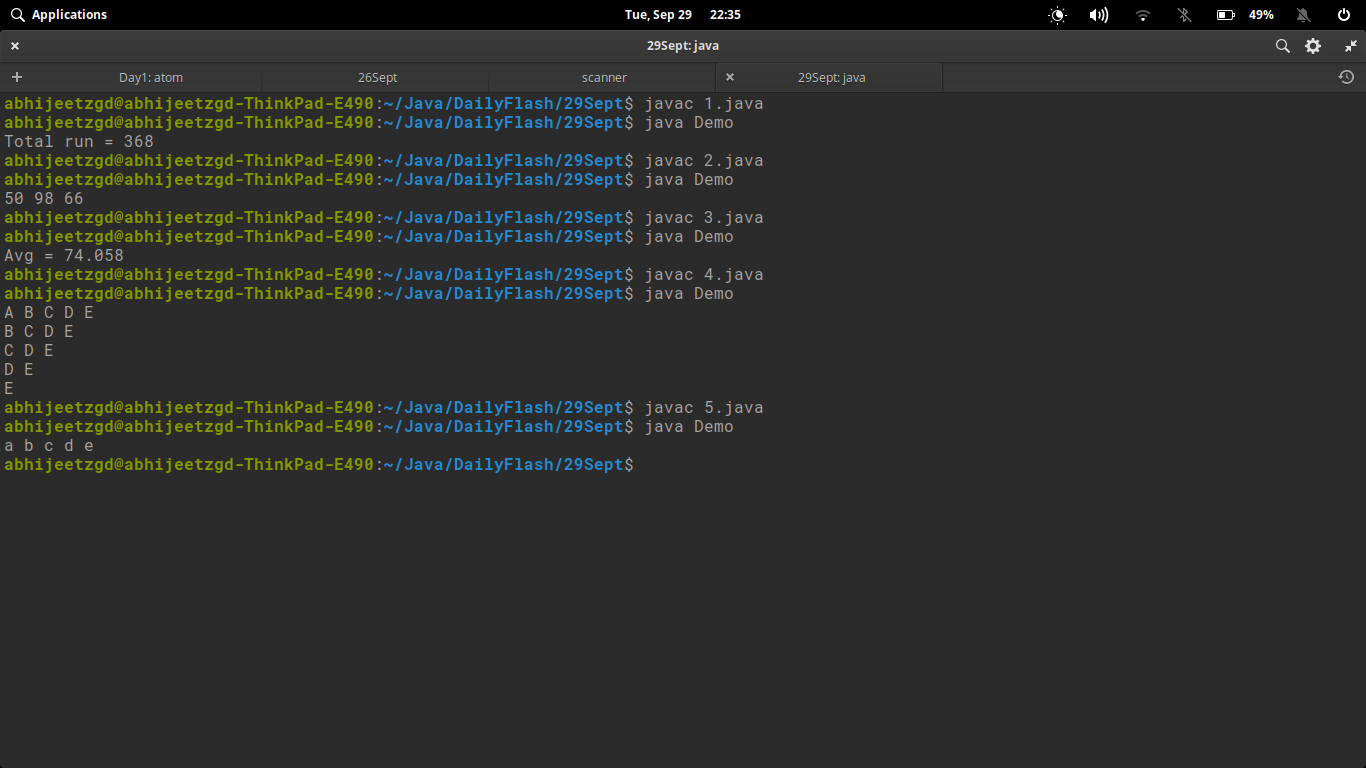 Applications Tue, Sep 29 22:35 49%
29Sept: java
Day1: atom 26Sept scanner 29Sept: java
abhijeetzgd@abhijeetzgd-ThinkPad-E490:~/Java/DailyFlash/29Sept$ javac 1.java
abhijeetzgd@abhijeetzgd-ThinkPad-E490:~/Java/DailyFlash/29Sept$ java Demo
Total run = 368
abhijeetzgd@abhijeetzgd-ThinkPad-E490:~/Java/DailyFlash/29Sept$ javac 2.java
abhijeetzgd@abhijeetzgd-ThinkPad-E490:~/Java/DailyFlash/29Sept$ java Demo
50 98 66
abhijeetzgd@abhijeetzgd-ThinkPad-E490:~/Java/DailyFlash/29Sept$ javac 3.java
abhijeetzgd@abhijeetzgd-ThinkPad-E490:~/Java/DailyFlash/29Sept$ java Demo
Avg = 74.058
abhijeetzgd@abhijeetzgd-ThinkPad-E490:~/Java/DailyFlash/29Sept$ javac 4.java
abhijeetzgd@abhijeetzgd-ThinkPad-E490:~/Java/DailyFlash/29Sept$ java Demo
A B C D E
B C D E
C D E
D E
E
abhijeetzgd@abhijeetzgd-ThinkPad-E490:~/Java/DailyFlash/29Sept$ javac 5.java
abhijeetzgd@abhijeetzgd-ThinkPad-E490:~/Java/DailyFlash/29Sept$ java Demo
a b c d e
abhijeetzgd@abhijeetzgd-ThinkPad-E490:~/Java/DailyFlash/29Sept$